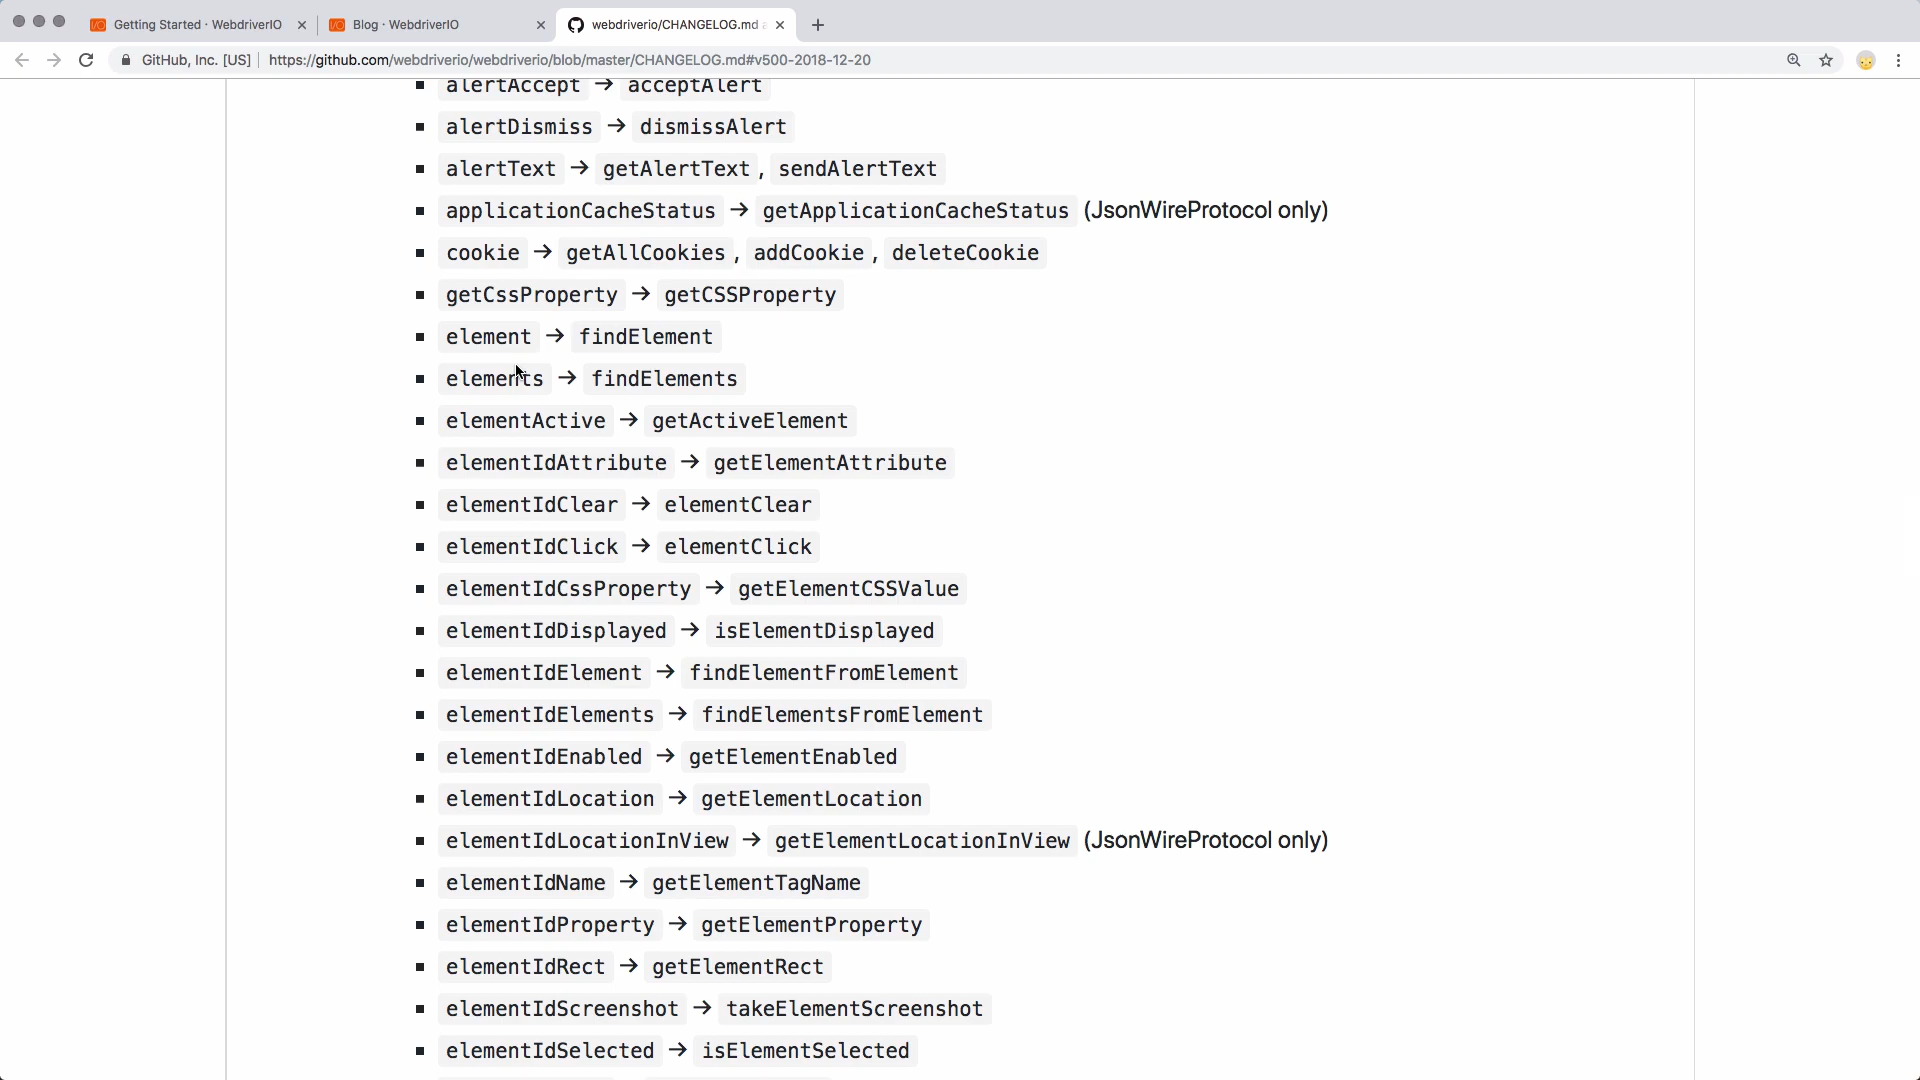 Getting Started · WebdriverIO
Blog · WebdriverIO
webdriverio/CHANGELOG.md a
GitHub, Inc. [US] https://github.com/webdriverio/webdriverio/blob/master/CHANGELOG.md#v500-2018-12-20
alertAccept → acceptAlert
alertDismiss → dismissAlert
alertText → getAlertText, sendAlertText
applicationCacheStatus → getApplicationCacheStatus (JsonWireProtocol only)
cookie → getAllCookies, addCookie, deleteCookie
getCssProperty → getCSSProperty
element → findElement
elements → findElements
elementActive → getActiveElement
elementIdAttribute → getElementAttribute
elementIdClear → elementClear
elementIdClick → elementClick
elementIdCssProperty → getElementCSSValue
elementIdDisplayed → isElementDisplayed
elementIdElement → findElementFromElement
elementIdElements → findElementsFromElement
elementIdEnabled → getElementEnabled
elementIdLocation → getElementLocation
elementIdLocationInView → getElementLocationInView (JsonWireProtocol only)
elementIdName → getElementTagName
elementIdProperty → getElementProperty
elementIdRect → getElementRect
elementIdScreenshot → takeElementScreenshot
elementIdSelected → isElementSelected